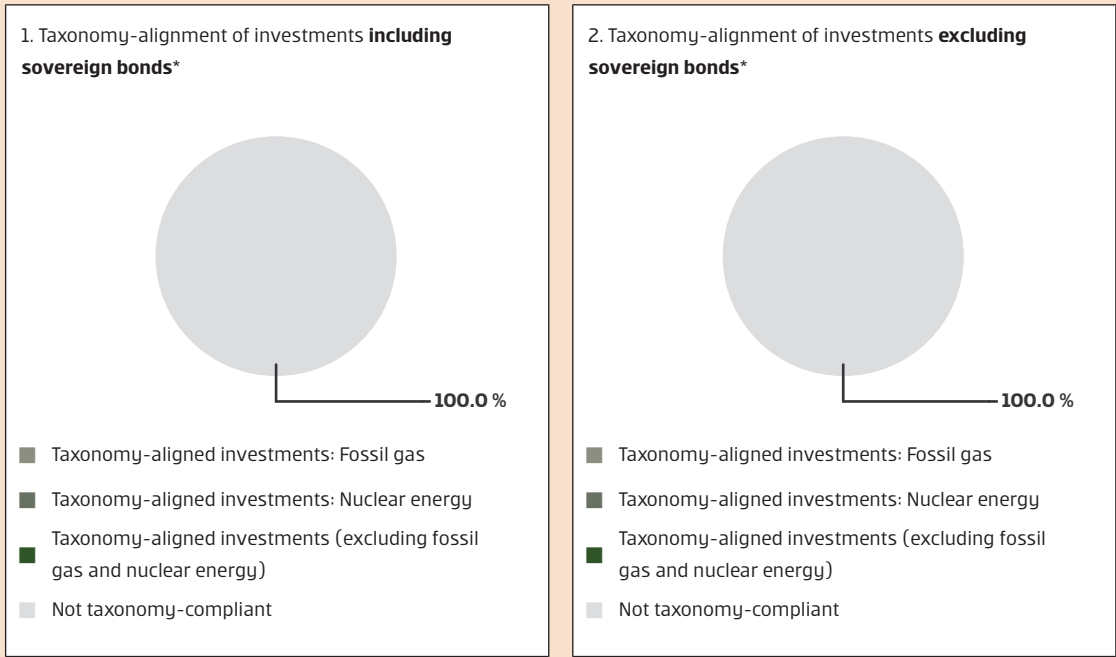 1. Taxonomy-alignment of investments including
sovereign bonds*
100.0 %
Taxonomy-aligned investments: Fossil gas
Taxonomy-aligned investments: Nuclear energy
Taxonomy-aligned investments (excluding fossil
gas and nuclear energy)
Not taxonomy-compliant
2. Taxonomy-alignment of investments excluding
sovereign bonds*
100.0 %
Taxonomy-aligned investments: Fossil gas
Taxonomy-aligned investments: Nuclear energy
Taxonomy-aligned investments (excluding fossil
gas and nuclear energy)
Not taxonomy-compliant